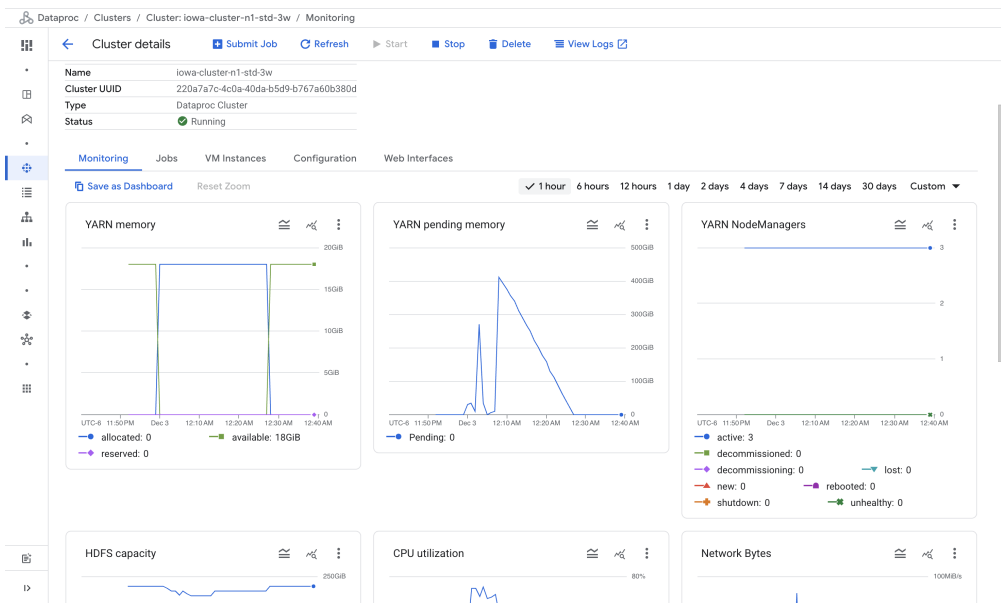 Dataproc / Clusters / Cluster: iowa-cluster-n1-std-3w / Monitoring
Cluster details Submit Job Refresh Start Stop Delete View Logs
Name iowa-cluster-n1-std-3w
Cluster UUID 220a7a7c-4c0a-40da-b5d9-b767a60b380d
Type Dataproc Cluster
Status Running
Monitoring Jobs VM Instances Configuration Web Interfaces
Save as Dashboard Reset Zoom 1 hour 6 hours 12 hours 1 day 2 days 4 days 7 days 14 days 30 days Custom
YARN memory
20GiB
15GiB
10GiB
5GiB
0
UTC-6 11:50 PM Dec 3 12:10 AM 12:20 AM 12:30 AM 12:40 AM
allocated: 0 available: 18GiB
reserved: 0
YARN pending memory
500GiB
400GiB
300GiB
200GiB
100GiB
0
UTC-6 11:50 PM Dec 3 12:10 AM 12:20 AM 12:30 AM 12:40 AM
Pending: 0
YARN NodeManagers
3
2
1
0
UTC-6 11:50 PM Dec 3 12:10 AM 12:20 AM 12:30 AM 12:40 AM
active: 3
decommissioned: 0
decommissioning: 0 lost: 0
new: 0 rebooted: 0
shutdown: 0 unhealthy: 0
HDFS capacity
250GiB
CPU utilization
80%
Network Bytes
100MiB/s